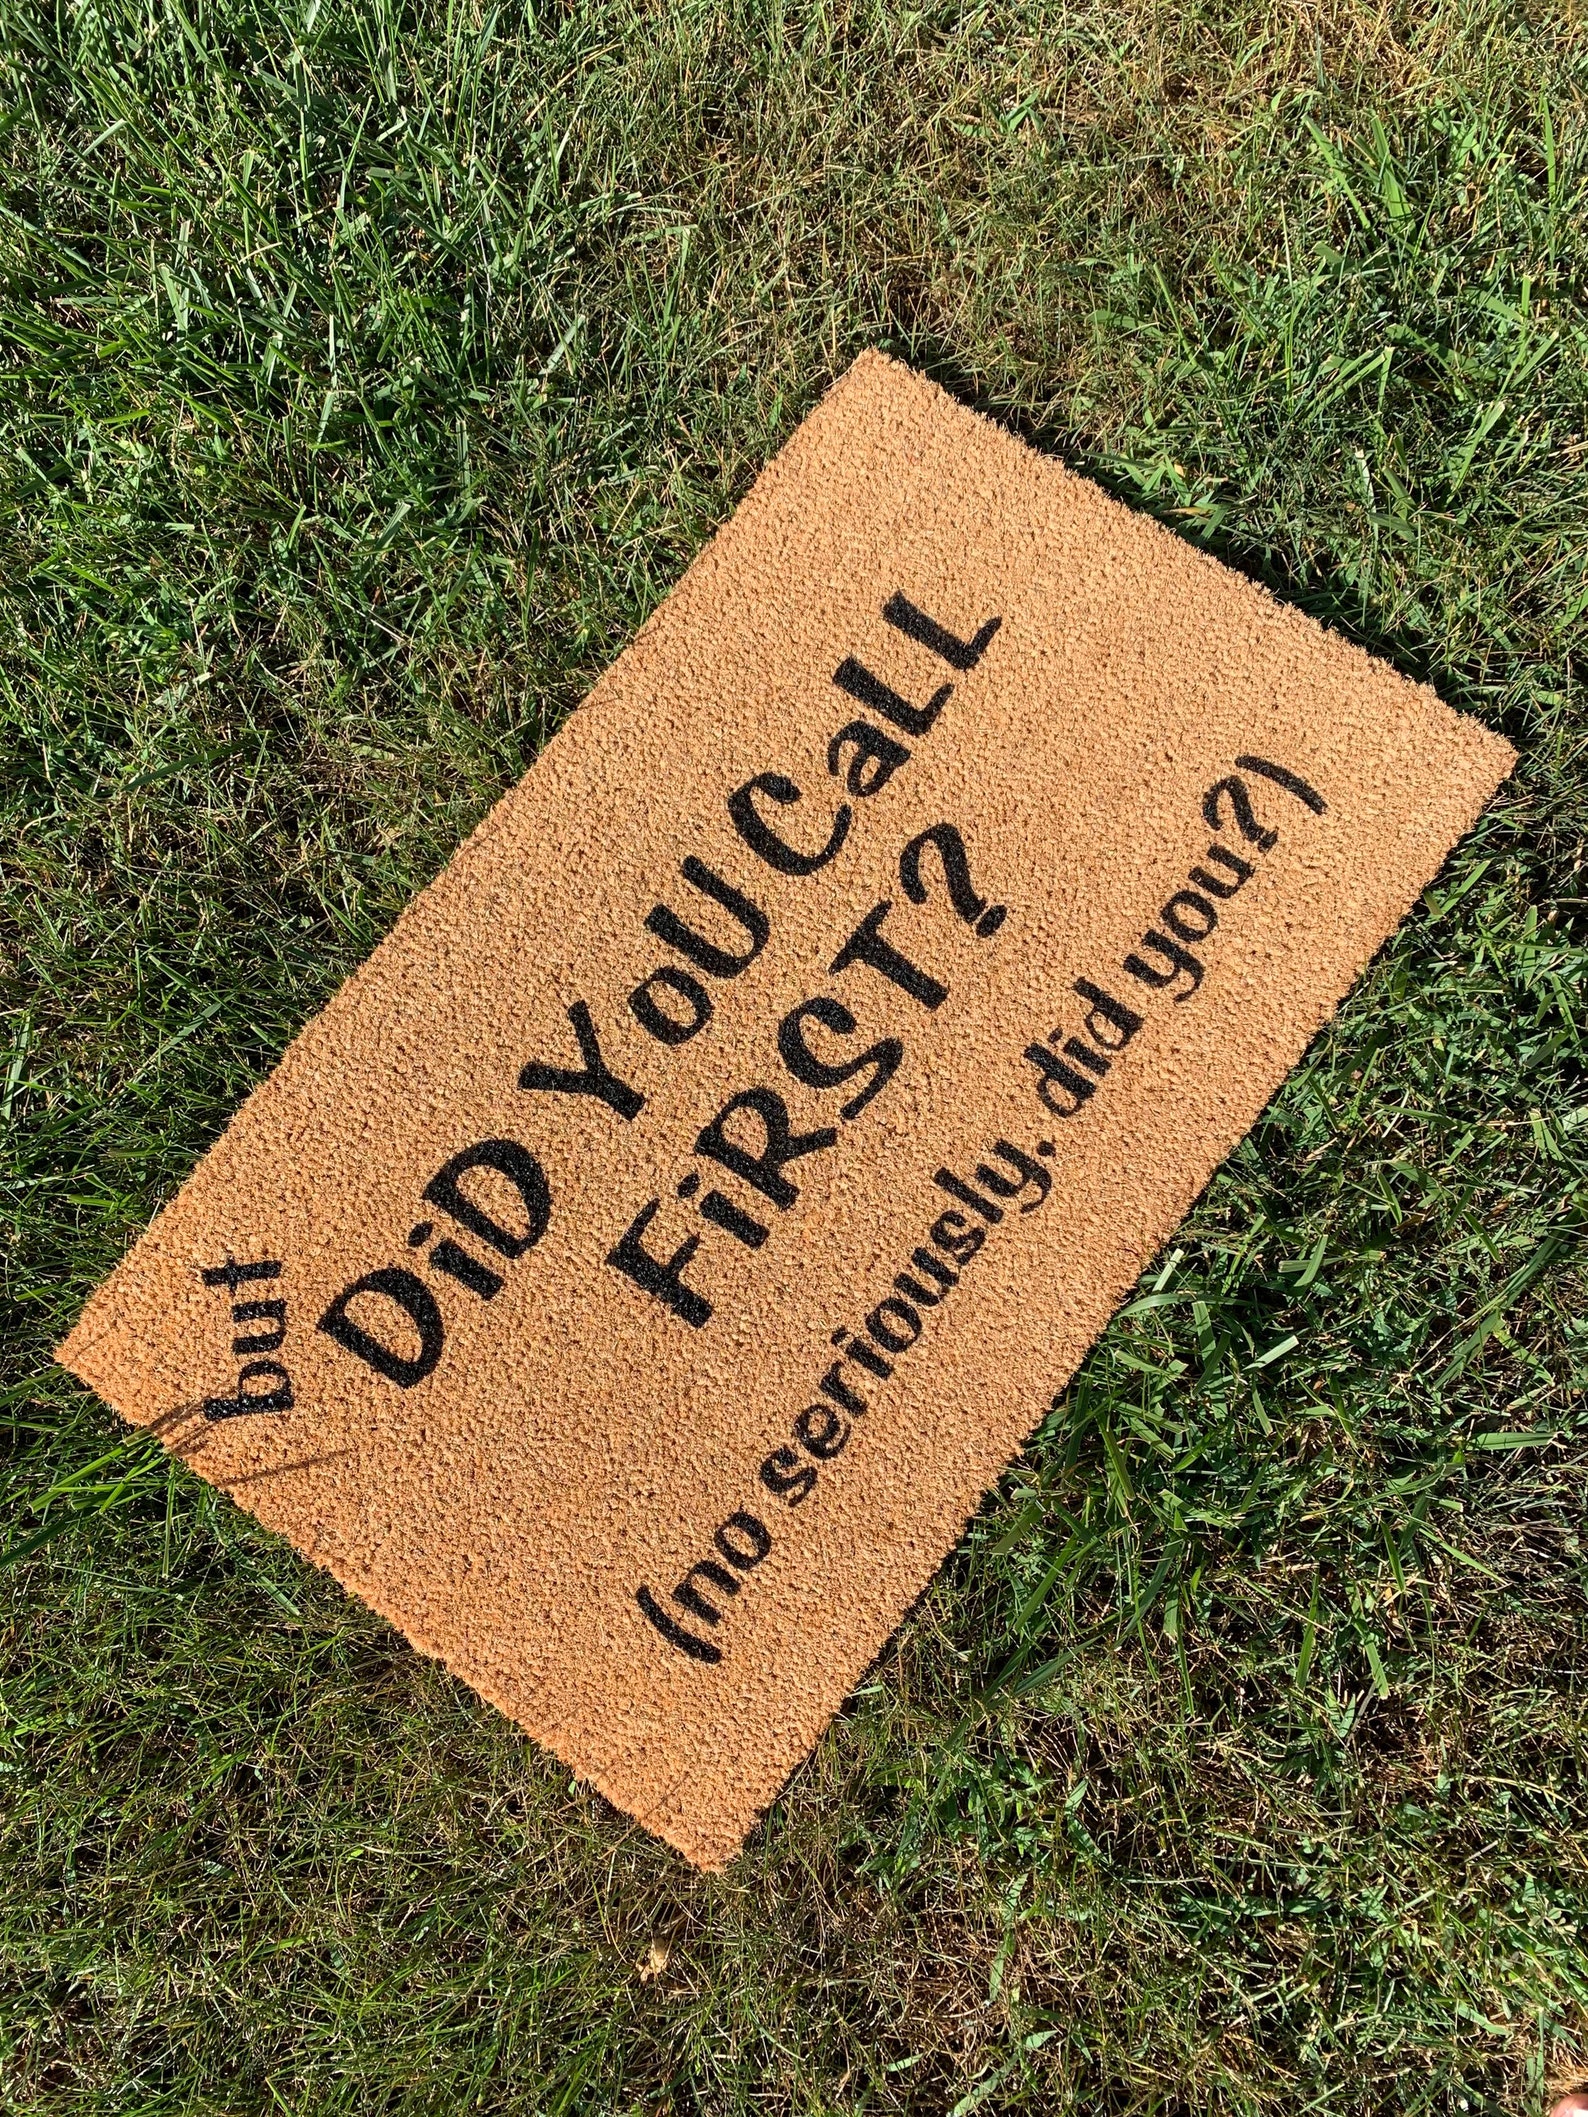 but
DiD YoU CaLL
FiRST?
(no seriously, did you?)